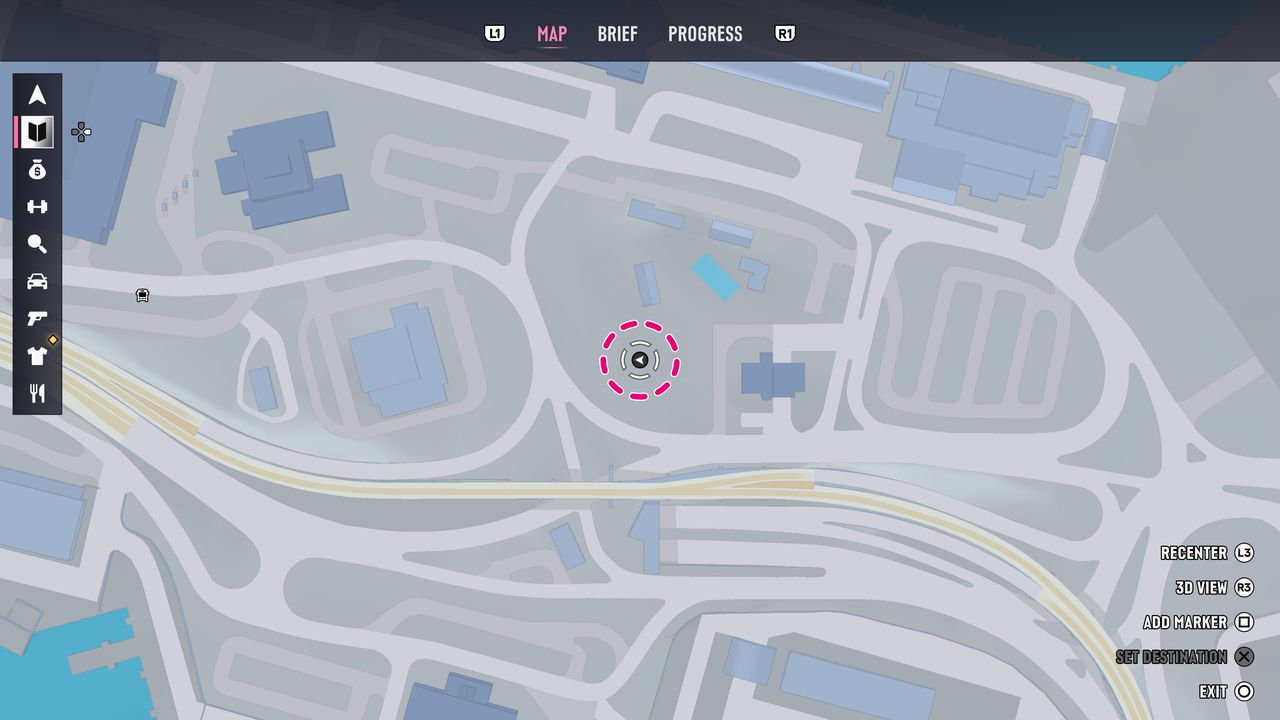 L1 MAP BRIEF PROGRESS R1
RECENTER L3
3D VIEW R3
ADD MARKER
SET DESTINATION
EXIT